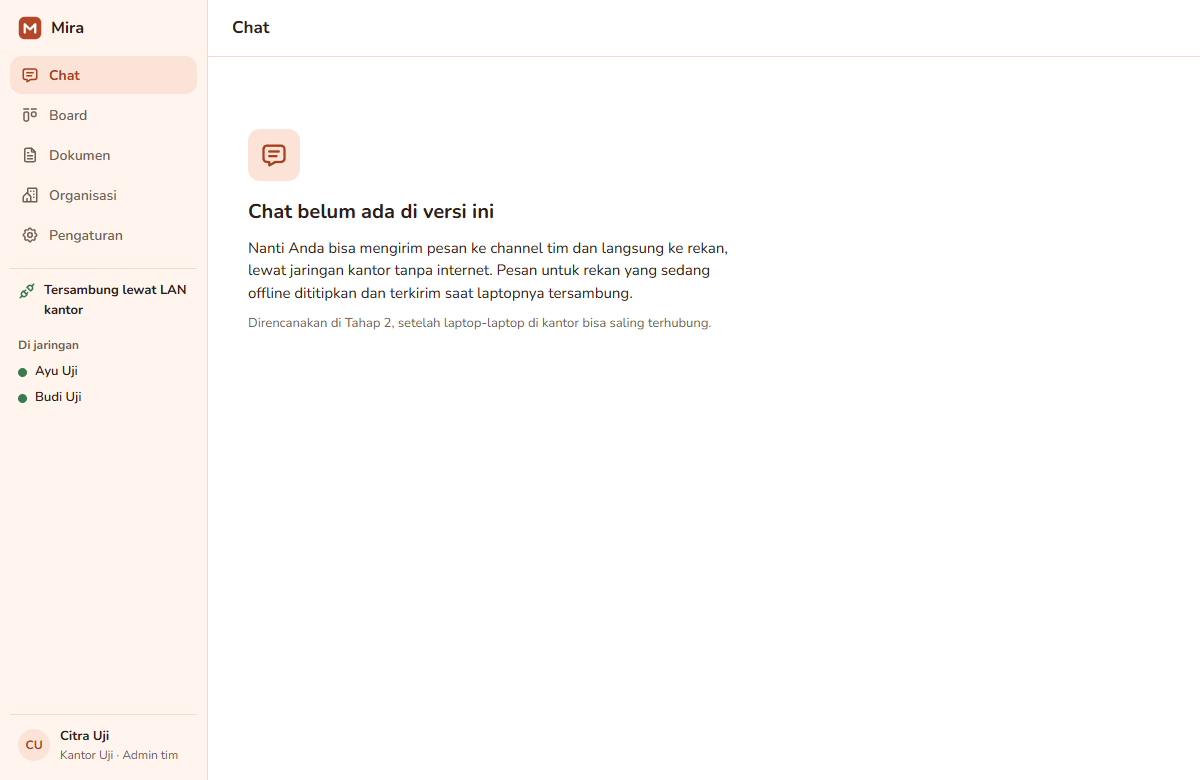 Mira
Chat
Board
Dokumen
Organisasi
Pengaturan
Tersambung lewat LAN
kantor
Di jaringan
Ayu Uji
Budi Uji
CU
Citra Uji
Kantor Uji · Admin tim
Chat
Chat belum ada di versi ini
Nanti Anda bisa mengirim pesan ke channel tim dan langsung ke rekan,
lewat jaringan kantor tanpa internet. Pesan untuk rekan yang sedang
offline dititipkan dan terkirim saat laptopnya tersambung.
Direncanakan di Tahap 2, setelah laptop-laptop di kantor bisa saling terhubung.